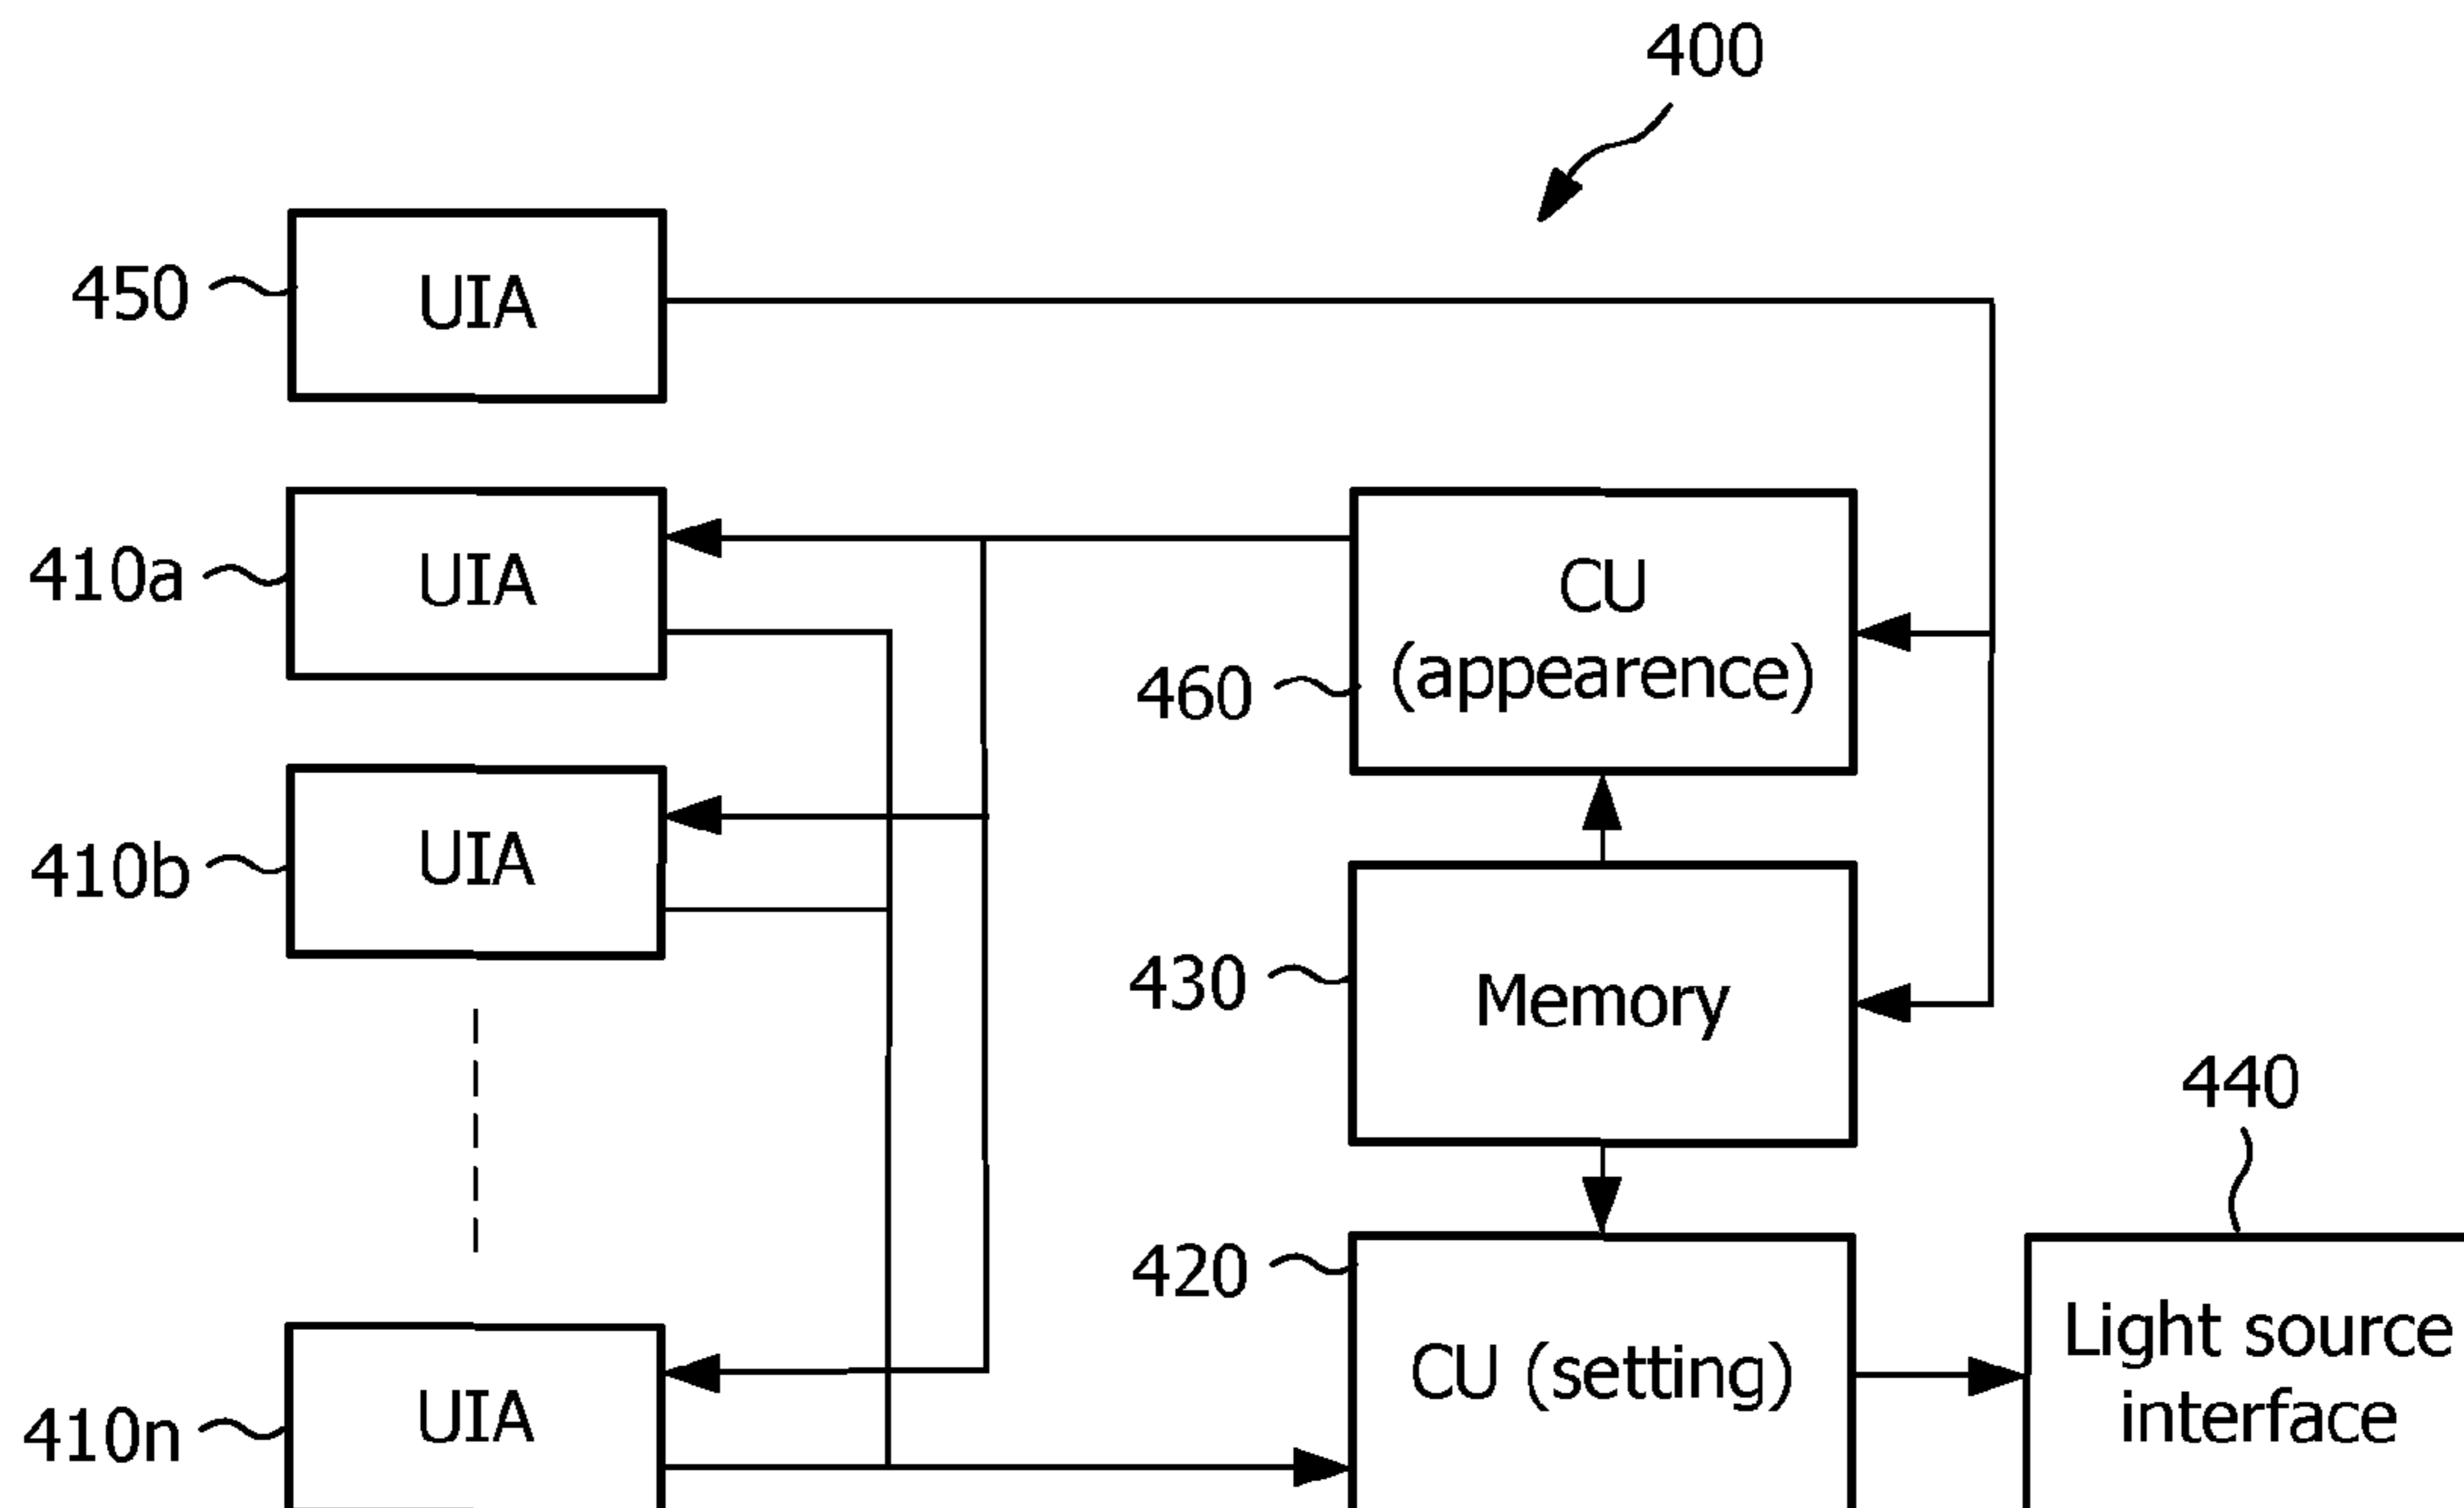 400
450
UIA
410a
UIA
CU
(appearence)
460
410b
UIA
430
Memory
440
420
CU (setting)
Light source
interface
410n
UIA